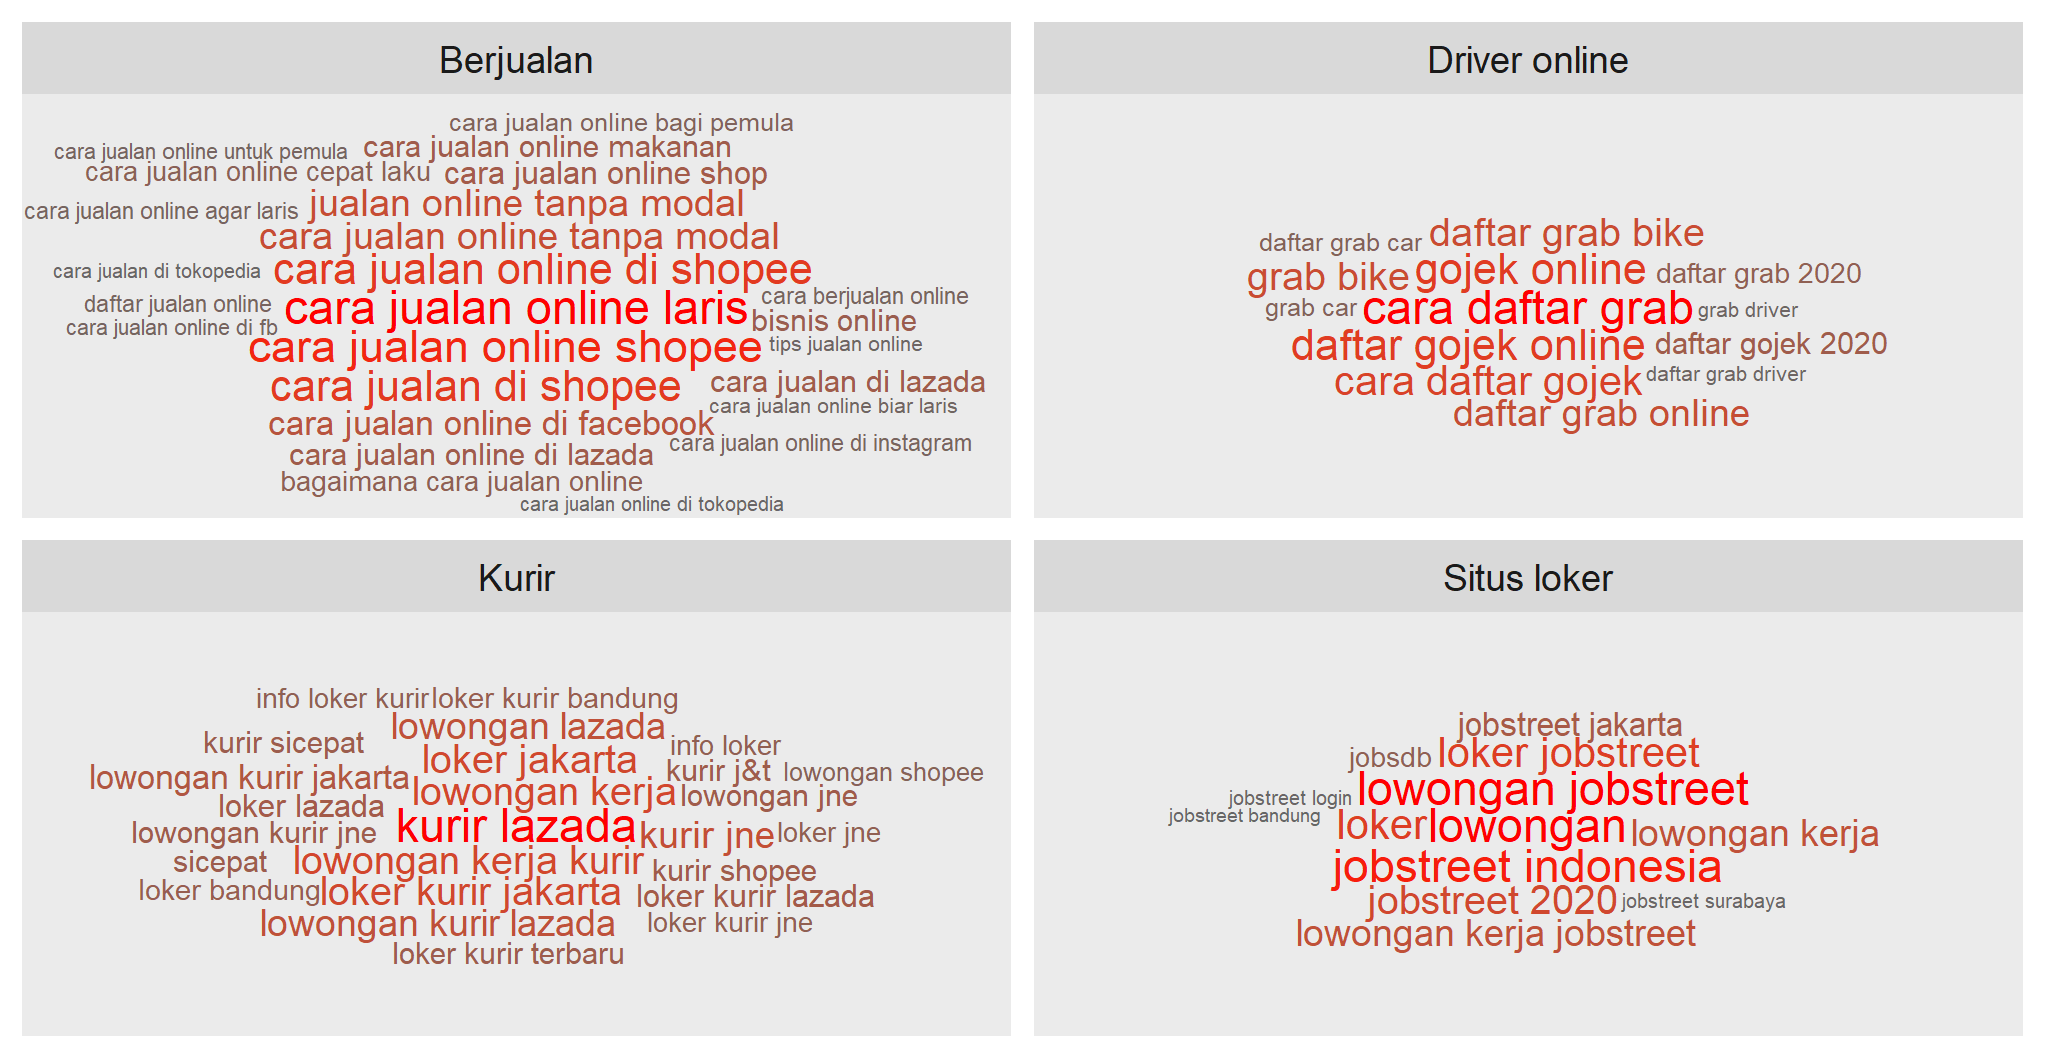 Berjualan
cara jualan online bagi pemula
cara jualan online untuk pemula
cara jualan online makanan
cara jualan online cepat laku
cara jualan online shop
cara jualan online agar laris
jualan online tanpa modal
cara jualan online tanpa modal
cara jualan di tokopedia
cara jualan online di shopee
daftar jualan online
cara jualan online laris
cara berjualan online
cara jualan online di fb
bisnis online
cara jualan online shopee
tips jualan online
cara jualan di shopee
cara jualan di lazada
cara jualan online biar laris
cara jualan online di facebook
cara jualan online di instagram
cara jualan online di lazada
bagaimana cara jualan online
cara jualan online di tokopedia
Driver online
daftar grab car
daftar grab bike
grab bike
gojek online
daftar grab 2020
grab car
cara daftar grab
grab driver
daftar gojek online
daftar gojek 2020
cara daftar gojek
daftar grab driver
daftar grab online
Kurir
info loker kurir
loker kurir bandung
lowongan lazada
kurir sicepat
loker jakarta
info loker
lowongan kurir jakarta
kurir j&t
lowongan shopee
loker lazada
lowongan kerja
lowongan jne
lowongan kurir jne
kurir lazada
kurir jne
loker jne
sicepat
lowongan kerja kurir
kurir shopee
loker bandung
loker kurir jakarta
loker kurir lazada
lowongan kurir lazada
loker kurir jne
loker kurir terbaru
Situs loker
jobstreet jakarta
jobsdb
loker jobstreet
jobstreet login
lowongan jobstreet
jobstreet bandung
loker
lowongan
lowongan kerja
jobstreet indonesia
jobstreet 2020
jobstreet surabaya
lowongan kerja jobstreet